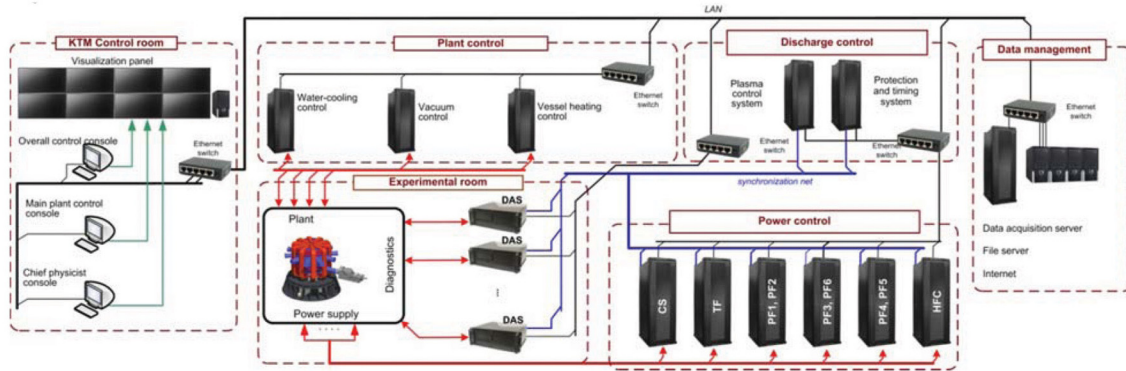 LAN
KTM Control room
Visualization panel
Overall control console
Ethernet
switch
Main plant control
console
Chief physicist
console
Plant control
Water-cooling
control
Vacuum
control
Vessel heating
control
Ethernet
switch
Discharge control
Plasma
control
system
Protection and
timing system
Ethernet
switch
Ethernet
switch
synchronization net
Data management
Ethernet
switch
Data acquisition server
File server
Internet
Experimental room
Plant
Diagnostics
Power supply
DAS
DAS
DAS
Power control
CS
TF
PF1, PF2
PF3, PF6
PF4, PF5
HFC